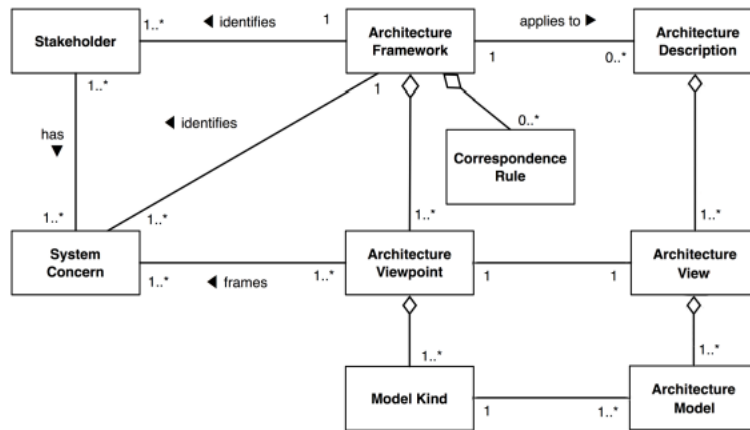 1..*
◀ identifies
1
Stakeholder
Architecture
Framework
applies to ▶
1
0..*
Architecture
Description
1..*
1
has
▼
◀ identifies
0..*
Correspondence
Rule
1..*
1..*
1..*
1..*
System
Concern
1..*
◀ frames
1..*
Architecture
Viewpoint
1
1
Architecture
View
1..*
1..*
Model Kind
1
1..*
Architecture
Model